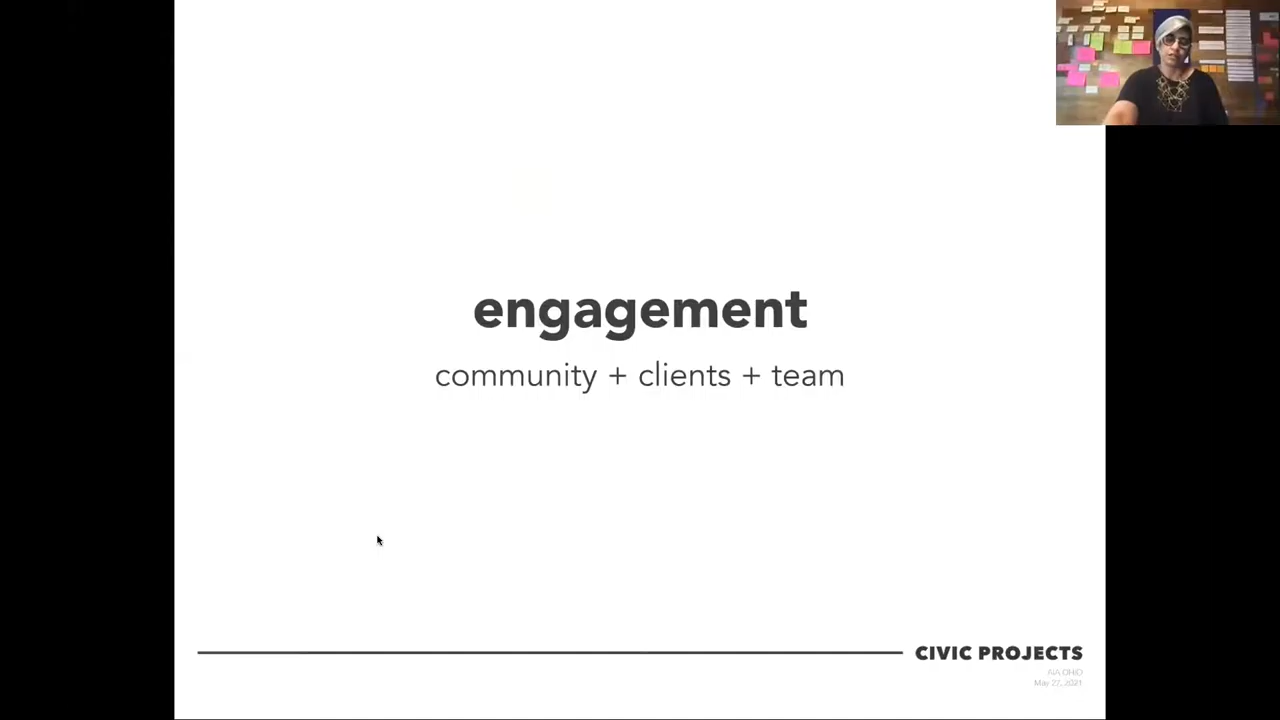 engagement
community + clients + team
CIVIC PROJECTS
AIA OHIO
May 27, 2021